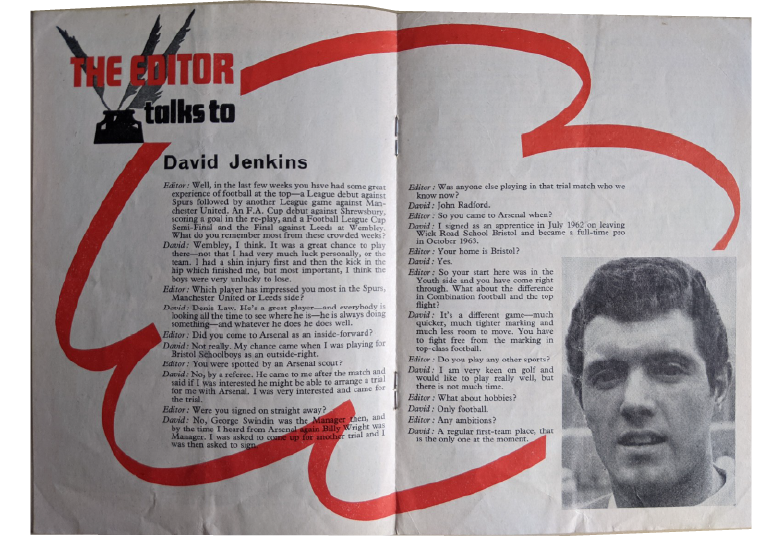 THE EDITOR
talks to
David Jenkins
Editor: Well, in the last few weeks you have had some great
experience of football at the top—a League debut against
Spurs followed by another League game against Man-
chester United. An F.A. Cup debut against Shrewsbury,
scoring a goal in the re-play, and a Football League Cup
Semi-Final and the Final against Leeds at Wembley.
What do you remember most from these crowded weeks?
David: Wembley, I think. It was a great chance to play
there—not that I had very much luck personally, or the
team. I had a shin injury first and then the kick in the
hip which finished me, but most important, I think the
boys were very unlucky to lose.
Editor: Which player has impressed you most in the Spurs,
Manchester United or Leeds side?
David: Denis Law. He's a great player—and everybody is
looking all the time to see where he is—he is always doing
something—and whatever he does he does well.
Editor: Did you come to Arsenal as an inside-forward?
David: Not really. My chance came when I was playing for
Bristol Schoolboys as an outside-right.
Editor: You were spotted by an Arsenal scout?
David: No, by a referee. He came to me after the match and
said if I was interested he might be able to arrange a trial
for me with Arsenal. I was very interested and came for
the trial.
Editor: Were you signed on straight away?
David: No, George Swindin was the Manager then, and
by the time I heard from Arsenal again Billy Wright was
Manager. I was asked to come up for another trial and I
was then asked to sign.
Editor: Was anyone else playing in that trial match who we
know now?
David: John Radford.
Editor: So you came to Arsenal when?
David: I signed as an apprentice in July 1962 on leaving
Wick Road School Bristol and became a full-time pro
in October 1963.
Editor: Your home is Bristol?
David: Yes.
Editor: So your start here was in the
Youth side and you have come right
through. What about the difference
in Combination football and the top
flight?
David: It's a different game—much
quicker, much tighter marking and
much less room to move. You have
to fight free from the marking in
top-class football.
Editor: Do you play any other sports?
David: I am very keen on golf and
would like to play really well, but
there is not much time.
Editor: What about hobbies?
David: Only football.
Editor: Any ambitions?
David: A regular first-team place, that
is the only one at the moment.